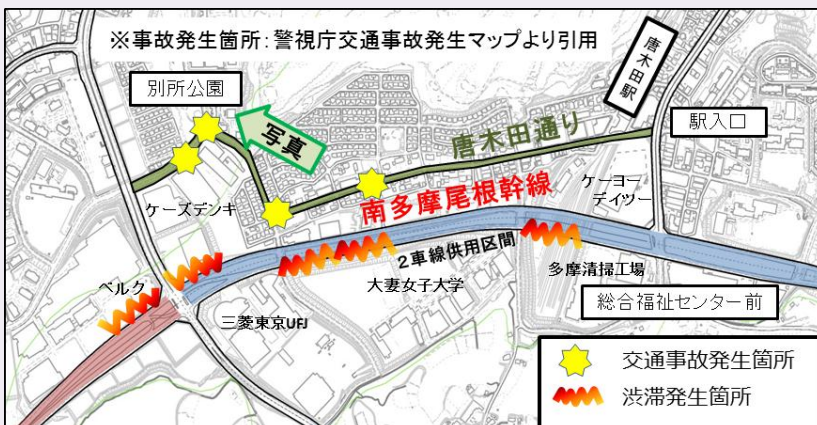 ※事故発生箇所：警視庁交通事故発生マップより引用
別所公園
写真
唐木田駅
駅入口
唐木田通り
ケーズデンキ
南多摩尾根幹線
ケーヨー
デイツー
2車線供用区間
ベルク
大妻女子大学
多摩清掃工場
三菱東京UFJ
総合福祉センター前
交通事故発生箇所
渋滞発生箇所